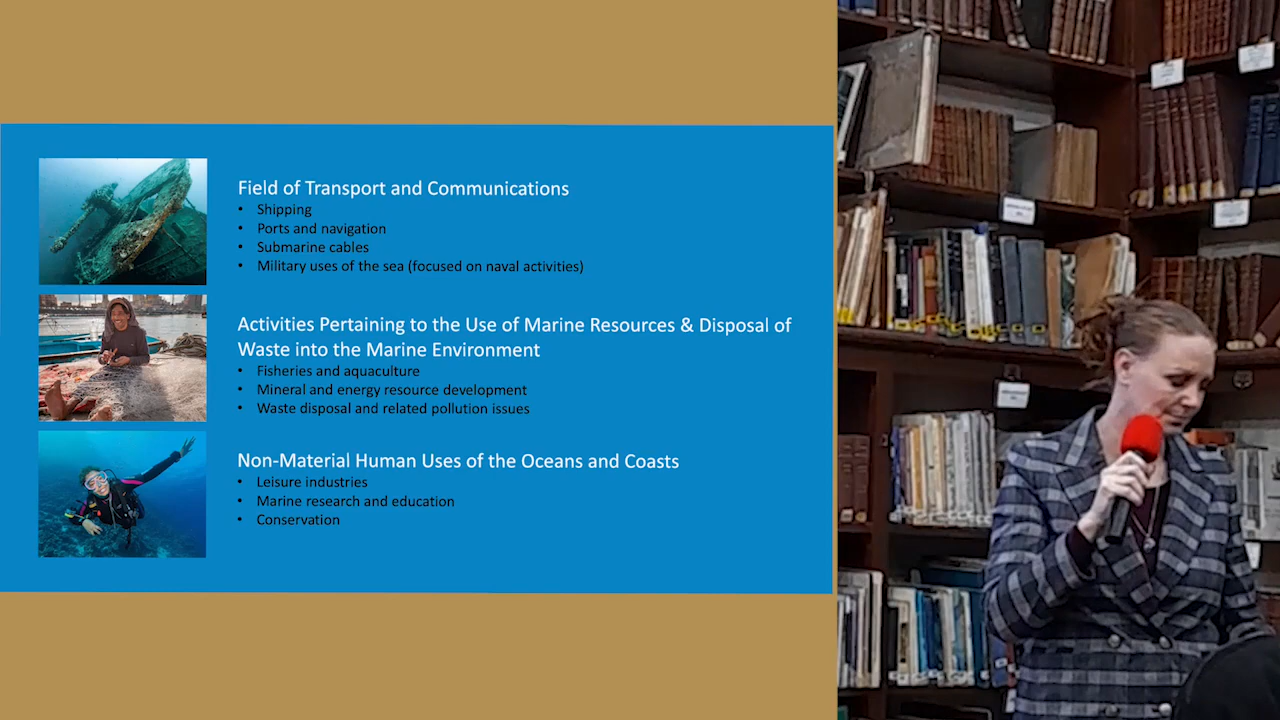 Field of Transport and Communications
• Shipping
• Ports and navigation
• Submarine cables
• Military uses of the sea (focused on naval activities)
Activities Pertaining to the Use of Marine Resources & Disposal of
Waste into the Marine Environment
• Fisheries and aquaculture
• Mineral and energy resource development
• Waste disposal and related pollution issues
Non-Material Human Uses of the Oceans and Coasts
• Leisure industries
• Marine research and education
• Conservation